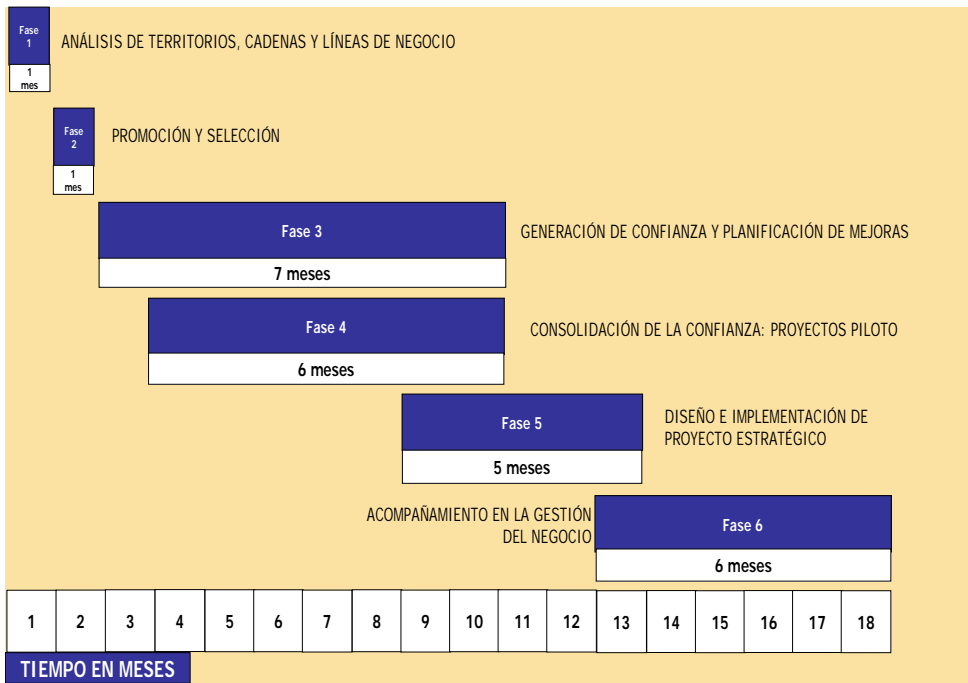 Fase
1
ANÁLISIS DE TERRITORIOS, CADENAS Y LÍNEAS DE NEGOCIO
1
mes
Fase
2
PROMOCIÓN Y SELECCIÓN
1
mes
Fase 3
GENERACIÓN DE CONFIANZA Y PLANIFICACIÓN DE MEJORAS
7 meses
Fase 4
CONSOLIDACIÓN DE LA CONFIANZA: PROYECTOS PILOTO
6 meses
Fase 5
DISEÑO E IMPLEMENTACIÓN DE
PROYECTO ESTRATÉGICO
5 meses
ACOMPAÑAMIENTO EN LA GESTIÓN
DEL NEGOCIO
Fase 6
6 meses
1 2 3 4 5 6 7 8 9 10 11 12 13 14 15 16 17 18
TIEMPO EN MESES